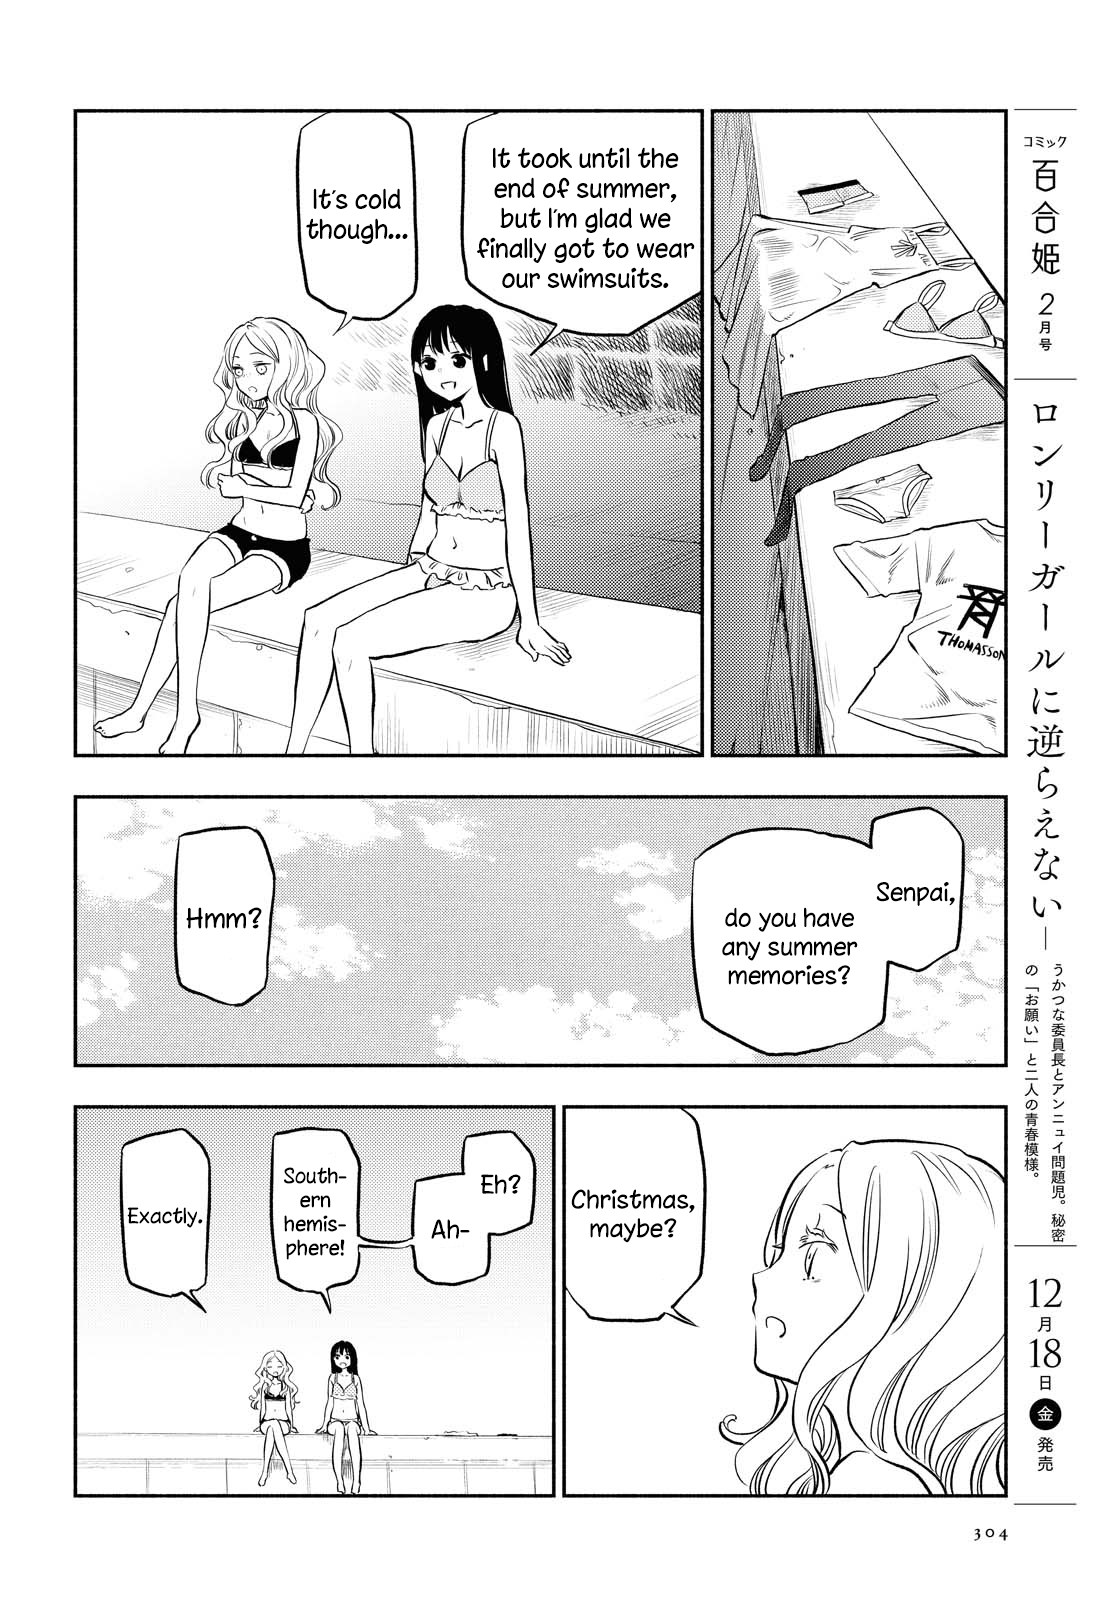 It took until the
end of summer,
but I'm glad we
finally got to wear
our swimsuits.
It's cold
though...
THOMASSON
Senpai,
do you have
any summer
memories?
Hmm?
Christmas,
maybe?
Eh?
Ah-
South-
ern
hemis-
phere!
Exactly.
コミック
百合姫
2月号
ロンリーガールに逆らえない—
うかつな委員長とアンニュイ問題児。秘密
の「お願い」と二人の青春模様。
12月18日金発売
304